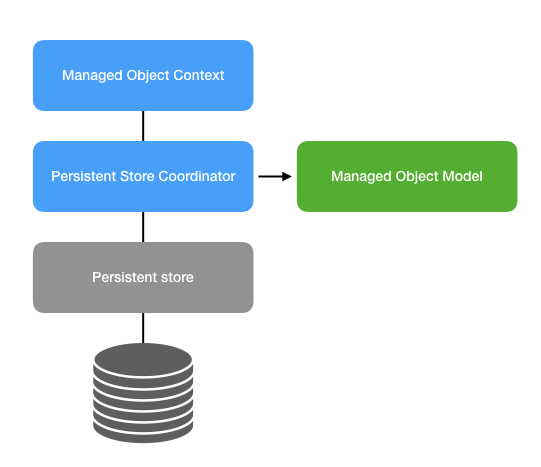 Managed Object Context
Persistent Store Coordinator
Managed Object Model
Persistent store